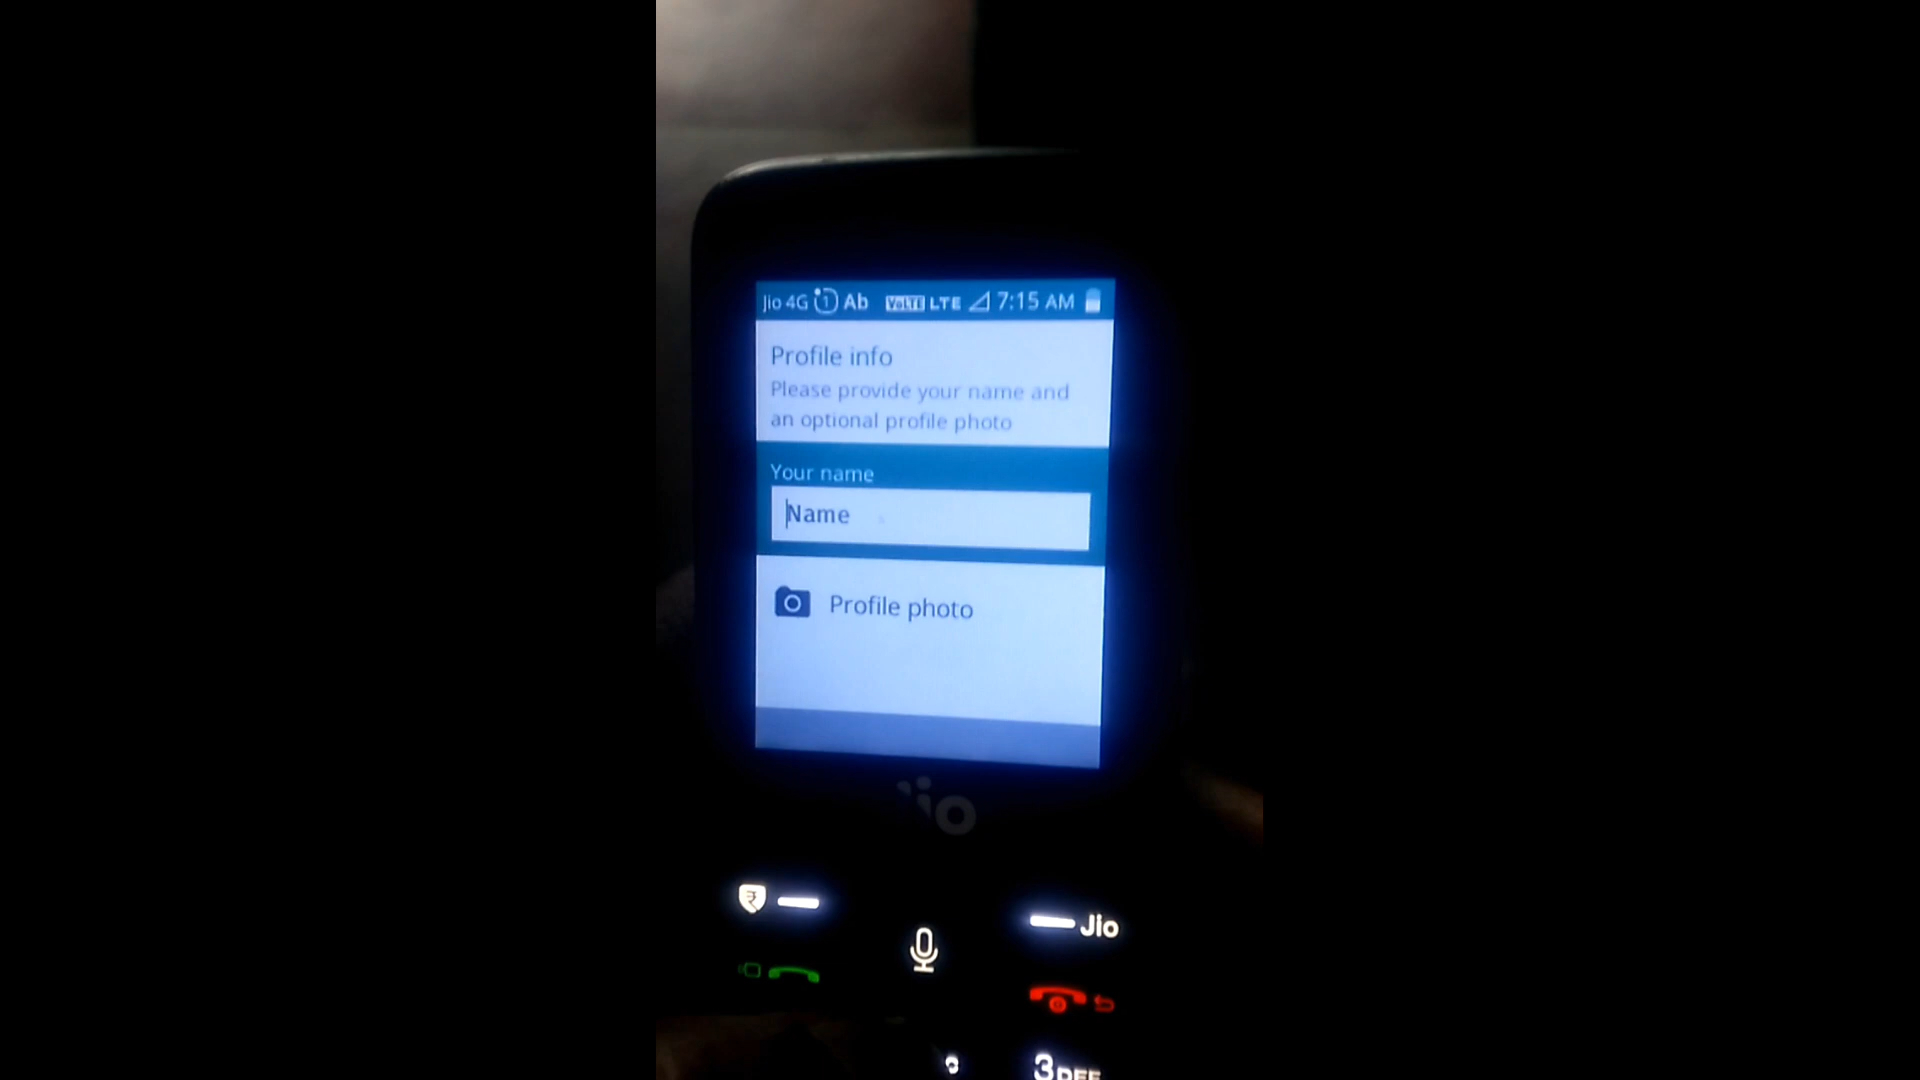 Jio 4G 1 Ab VoLTE LTE 7:15 AM
Profile info
Please provide your name and
an optional profile photo
Your name
Name
Profile photo
Jio
Jio
3DEF